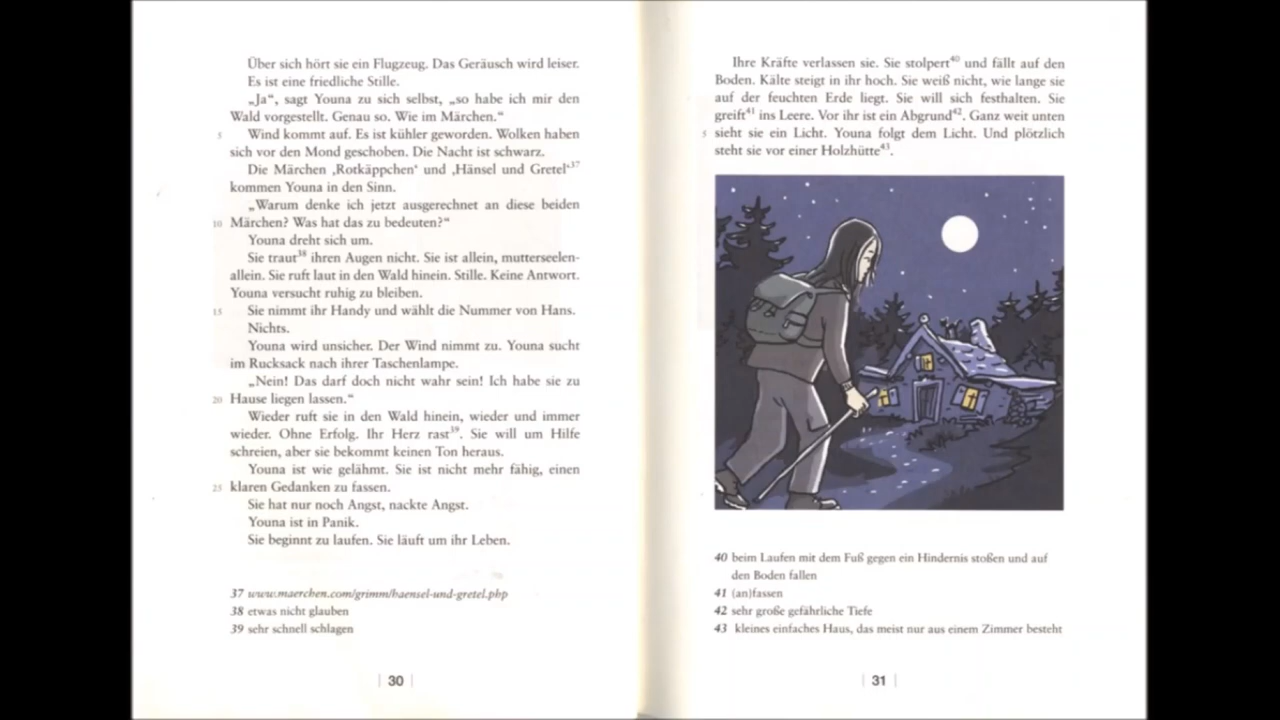 Über sich hört sie ein Flugzeug. Das Geräusch wird leiser.
Es ist eine friedliche Stille.
„Ja“, sagt Youna zu sich selbst, „so habe ich mir den
Wald vorgestellt. Genau so. Wie im Märchen.“
5 Wind kommt auf. Es ist kühler geworden. Wolken haben
sich vor den Mond geschoben. Die Nacht ist schwarz.
Die Märchen ‚Rotkäppchen‘ und ‚Hänsel und Gretel‘37
kommen Youna in den Sinn.
„Warum denke ich jetzt ausgerechnet an diese beiden
10 Märchen? Was hat das zu bedeuten?“
Youna dreht sich um.
Sie traut38 ihren Augen nicht. Sie ist allein, mutterseelen-
allein. Sie ruft laut in den Wald hinein. Stille. Keine Antwort.
Youna versucht ruhig zu bleiben.
15 Sie nimmt ihr Handy und wählt die Nummer von Hans.
Nichts.
Youna wird unsicher. Der Wind nimmt zu. Youna sucht
im Rucksack nach ihrer Taschenlampe.
„Nein! Das darf doch nicht wahr sein! Ich habe sie zu
20 Hause liegen lassen.“
Wieder ruft sie in den Wald hinein, wieder und immer
wieder. Ohne Erfolg. Ihr Herz rast39. Sie will um Hilfe
schreien, aber sie bekommt keinen Ton heraus.
Youna ist wie gelähmt. Sie ist nicht mehr fähig, einen
25 klaren Gedanken zu fassen.
Sie hat nur noch Angst, nackte Angst.
Youna ist in Panik.
Sie beginnt zu laufen. Sie läuft um ihr Leben.
37 www.maerchen.com/grimm/haensel-und-gretel.php
38 etwas nicht glauben
39 sehr schnell schlagen
| 30 |
Ihre Kräfte verlassen sie. Sie stolpert40 und fällt auf den
Boden. Kälte steigt in ihr hoch. Sie weiß nicht, wie lange sie
auf der feuchten Erde liegt. Sie will sich festhalten. Sie
greift41 ins Leere. Vor ihr ist ein Abgrund42. Ganz weit unten
5 sieht sie ein Licht. Youna folgt dem Licht. Und plötzlich
steht sie vor einer Holzhütte43.
40 beim Laufen mit dem Fuß gegen ein Hindernis stoßen und auf
den Boden fallen
41 (an)fassen
42 sehr große gefährliche Tiefe
43 kleines einfaches Haus, das meist nur aus einem Zimmer besteht
| 31 |